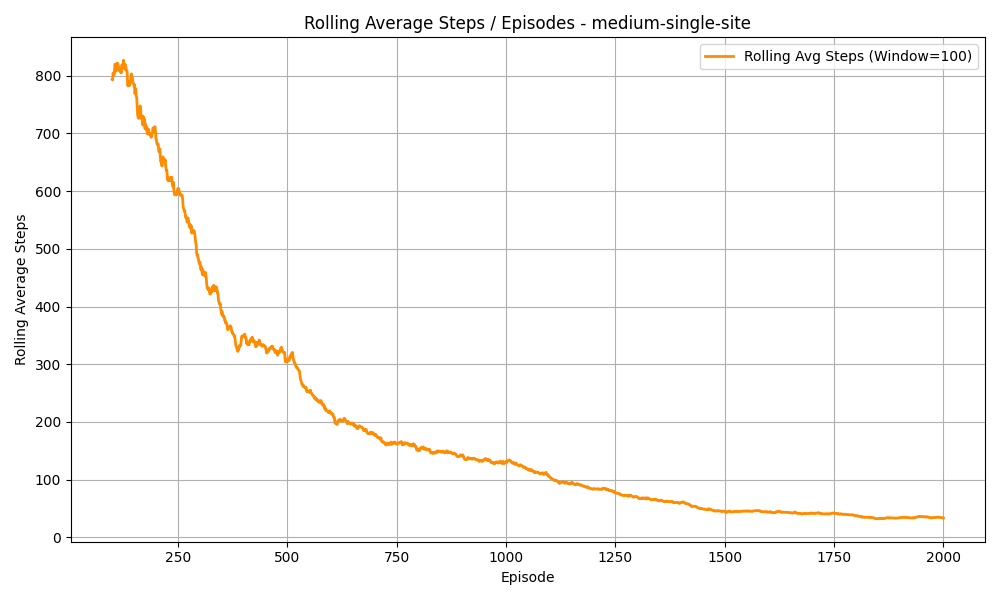 Rolling Average Steps / Episodes - medium-single-site
Rolling Avg Steps (Window=100)
Rolling Average Steps
800
700
600
500
400
300
200
100
0
250 500 750 1000 1250 1500 1750 2000
Episode